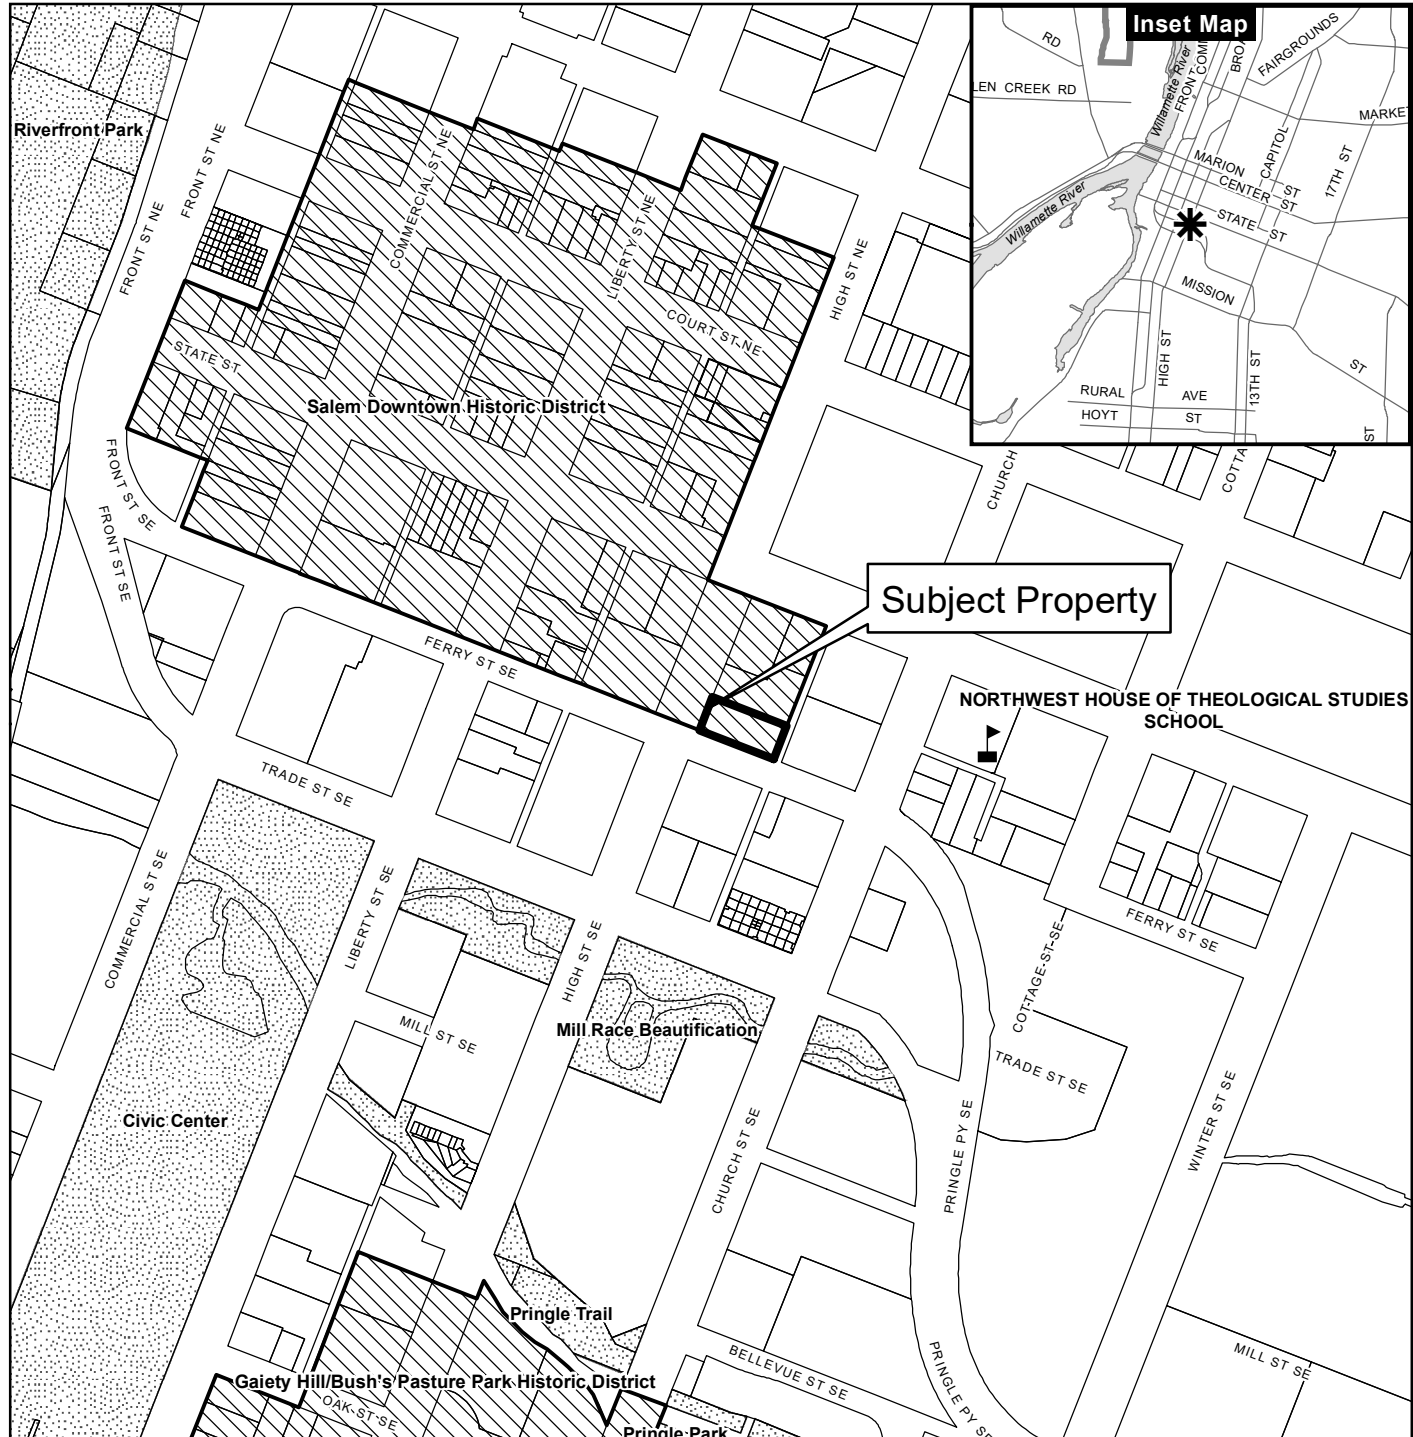 Inset Map
RD
LEN CREEK RD
Willamette River
FRONT
COM
BRO
FAIRGROUNDS
MARKE
CAPITOL
17TH ST
MARION ST
CENTER ST
STATE ST
Willamette River
MISSION
ST
HIGH ST
13TH ST
RURAL AVE
HOYT ST
ST
Riverfront Park
FRONT ST NE
FRONT ST NE
COMMERCIAL ST NE
LIBERTY ST NE
HIGH ST NE
COURT ST NE
STATE ST
Salem Downtown Historic District
CHURCH
COTTA
FRONT ST SE
FRONT ST SE
Subject Property
FERRY ST SE
NORTHWEST HOUSE OF THEOLOGICAL STUDIES
SCHOOL
TRADE ST SE
COMMERCIAL ST SE
LIBERTY ST SE
HIGH ST SE
FERRY ST SE
COTTAGE ST SE
MILL ST SE
Mill Race Beautification
TRADE ST SE
Civic Center
CHURCH ST SE
PRINGLE PY SE
WINTER ST SE
Pringle Trail
BELLEVUE ST SE
PRINGLE PY SE
MILL ST SE
Gaiety Hill/Bush's Pasture Park Historic District
OAK ST SE
Pringle Park